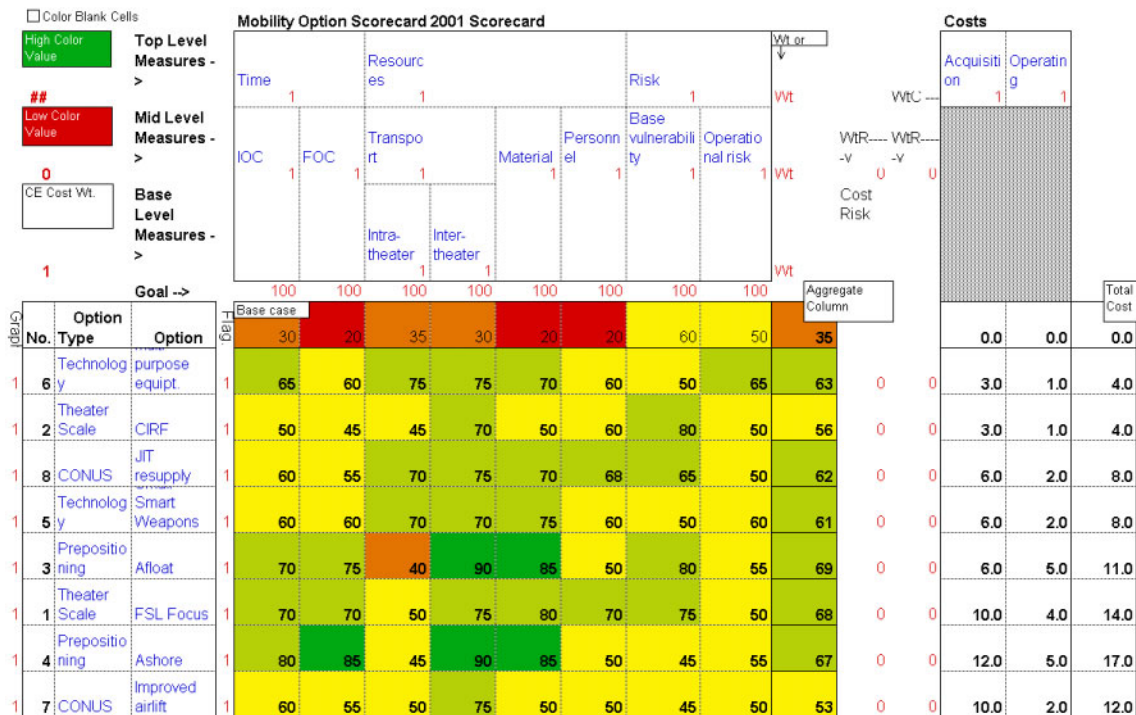 Color Blank Cells
Mobility Option Scorecard 2001 Scorecard
Costs
High Color Value
Top Level Measures ->
Wt or
Time
Resourc es
Risk
Acquisiti on
Operatin g
##
1 1 1 Wt WtC --- 1 1
Low Color Value
Mid Level Measures ->
IOC
FOC
Transpo rt
Material
Personn el
Base vulnerabili ty
Operatio nal risk
WtR---- WtR----
-v -v
1 1 1 1 1 1 1 Wt
0 0 0
CE Cost Wt.
Base Level Measures ->
Cost Risk
Intra-theater
Inter-theater
1 1 1 Wt
Goal --> 100 100 100 100 100 100 100 100
Aggregate Column
Total Cost
Grapl No. Option Type Option Flag.
Base case
30 20 35 30 20 20 60 50 35 0.0 0.0 0.0
1 6 Technolog y purpose equipt. 1 65 60 75 75 70 60 50 65 63 0 0 3.0 1.0 4.0
1 2 Theater Scale CIRF 1 50 45 45 70 50 60 80 50 56 0 0 3.0 1.0 4.0
1 8 CONUS JIT resupply 1 60 55 70 75 70 68 65 50 62 0 0 6.0 2.0 8.0
1 5 Technolog y Smart Weapons 1 60 60 70 70 75 60 50 60 61 0 0 6.0 2.0 8.0
1 3 Prepositio ning Afloat 1 70 75 40 90 85 50 80 55 69 0 0 6.0 5.0 11.0
1 1 Theater Scale FSL Focus 1 70 70 50 75 80 70 75 50 68 0 0 10.0 4.0 14.0
1 4 Prepositio ning Ashore 1 80 85 45 90 85 50 45 55 67 0 0 12.0 5.0 17.0
1 7 CONUS Improved airlift 1 60 55 50 75 50 50 45 50 53 0 0 10.0 2.0 12.0